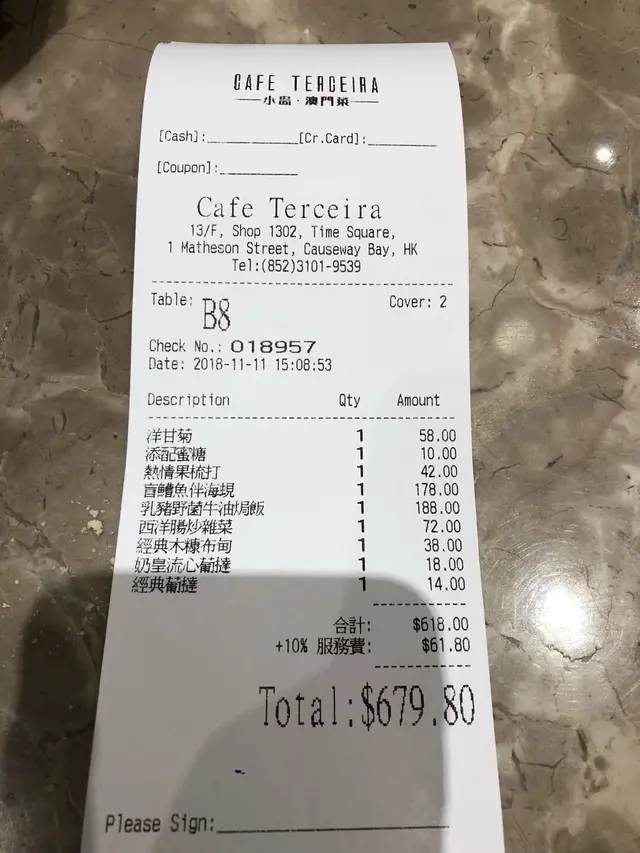 CAFE TERCEIRA
小島·澳門菜
[Cash]:____________[Cr.Card]:_________
[Coupon]:__________
Cafe Terceira
13/F, Shop 1302, Time Square,
1 Matheson Street, Causeway Bay, HK
Tel:(852)3101-9539
Table: B8 Cover: 2
Check No.: 018957
Date: 2018-11-11 15:08:53
Description Qty Amount
洋甘菊 1 58.00
添配蜜糖 1 10.00
熱情果梳打 1 42.00
盲鰽魚伴海蜆 1 178.00
乳豬野菌牛油焗飯 1 188.00
西洋腸炒雜菜 1 72.00
經典木糠布甸 1 38.00
奶皇流心葡撻 1 18.00
經典葡撻 1 14.00
合計: $618.00
+10% 服務費: $61.80
Total:$679.80
Please Sign:____________________